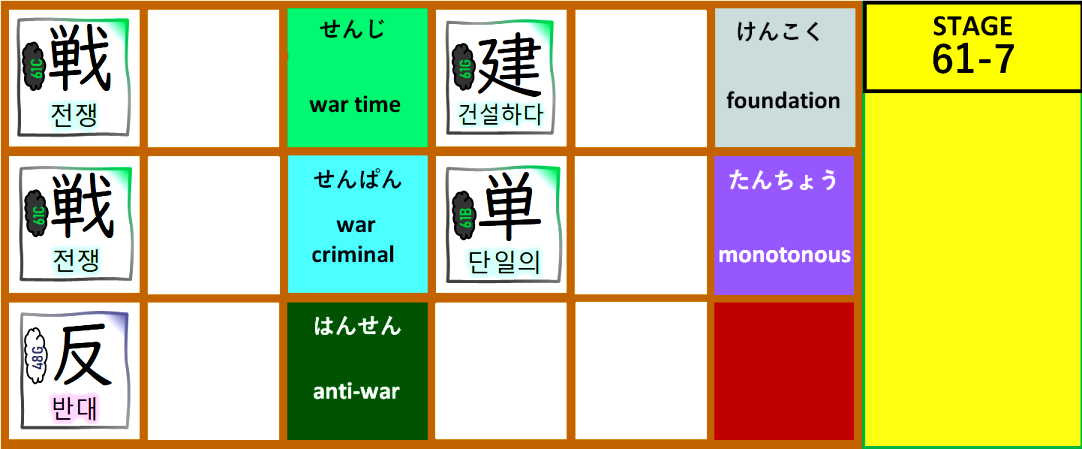 61C
戦
전쟁
せんじ
war time
61G
建
건설하다
けんこく
foundation
STAGE
61-7
61C
戦
전쟁
せんぱん
war
criminal
61B
単
단일의
たんちょう
monotonous
48G
反
반대
はんせん
anti-war